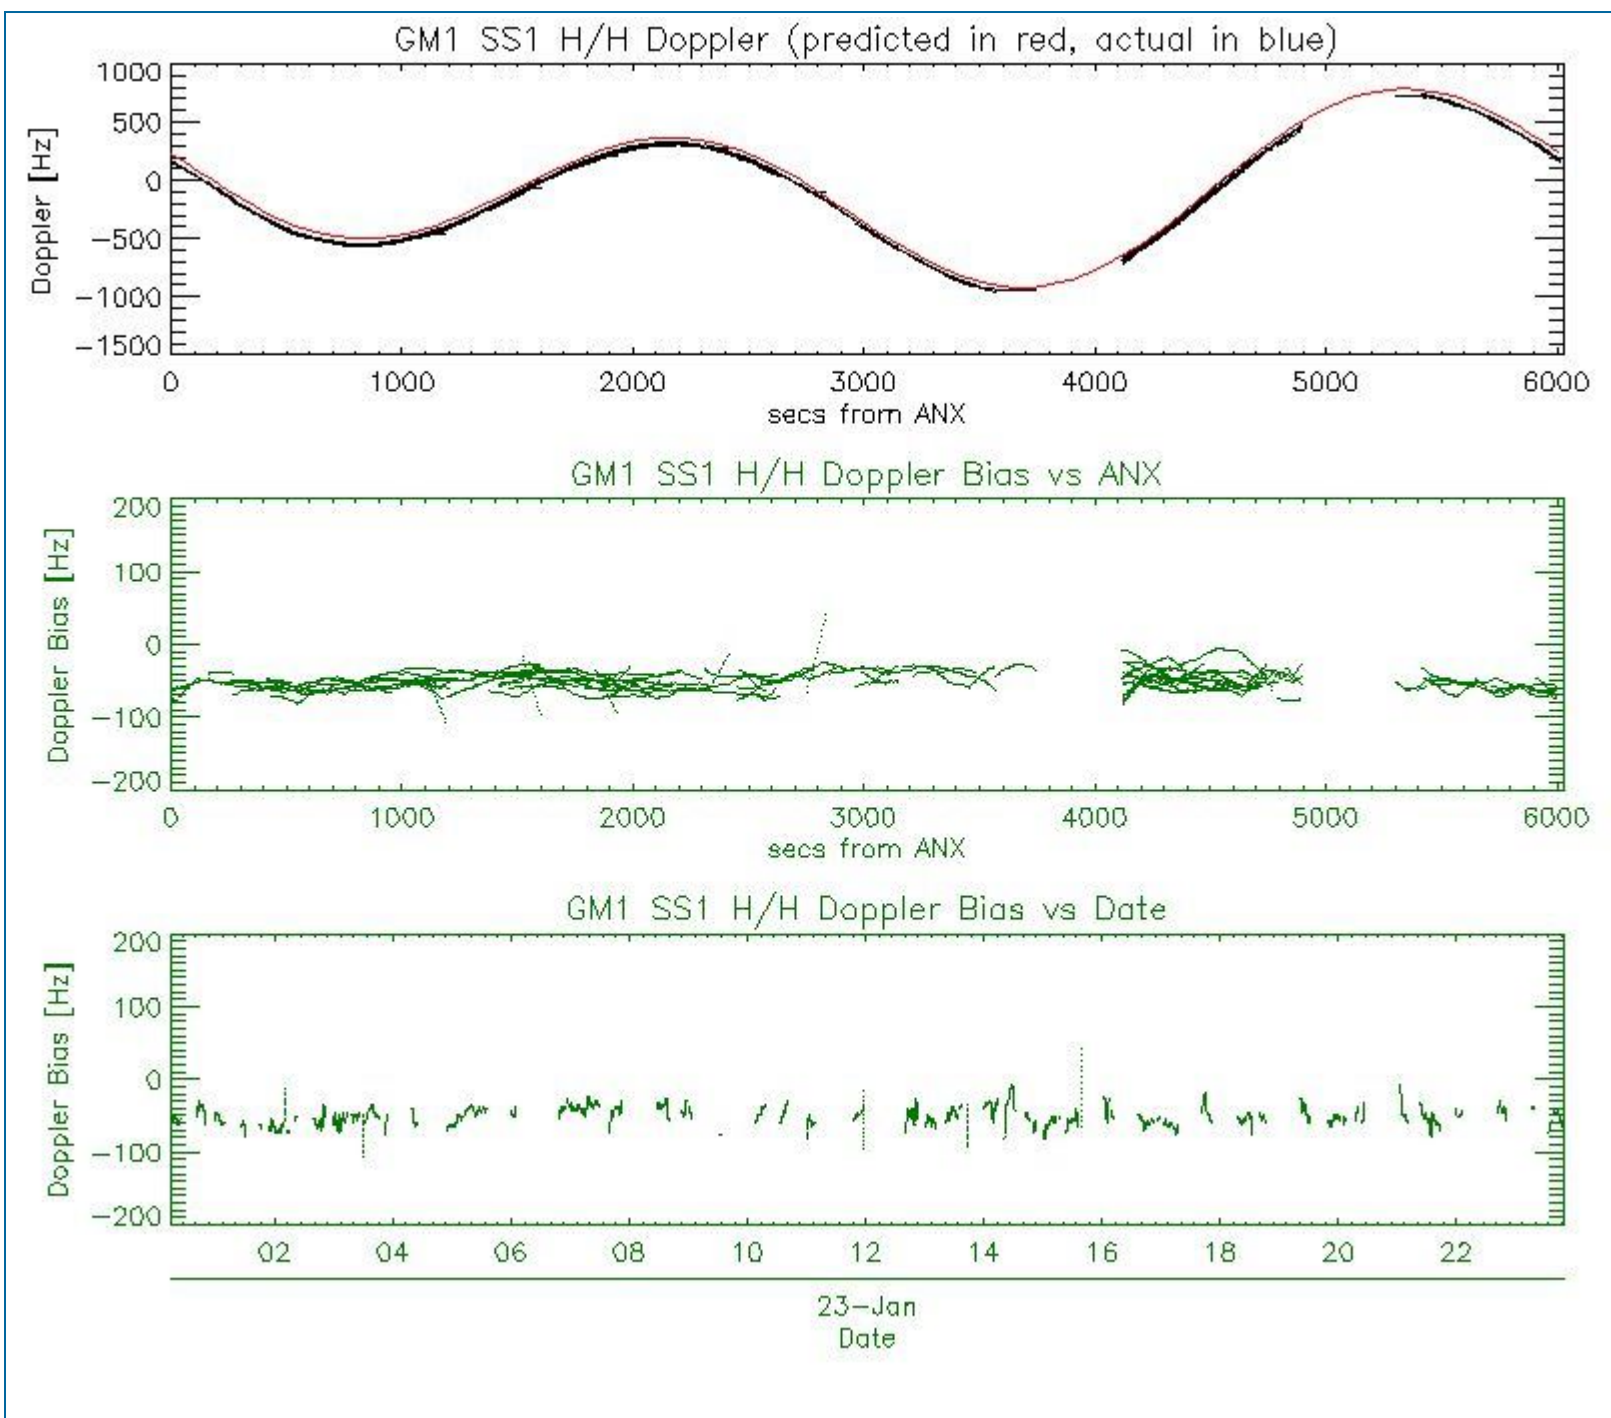 GM1 SS1 H/H Doppler (predicted in red, actual in blue)
1000
500
0
-500
-1000
-1500
Doppler [Hz]
0 1000 2000 3000 4000 5000 6000
secs from ANX
GM1 SS1 H/H Doppler Bias vs ANX
200
100
0
-100
-200
Doppler Bias [Hz]
0 1000 2000 3000 4000 5000 6000
secs from ANX
GM1 SS1 H/H Doppler Bias vs Date
200
100
0
-100
-200
Doppler Bias [Hz]
02 04 06 08 10 12 14 16 18 20 22
23-Jan
Date